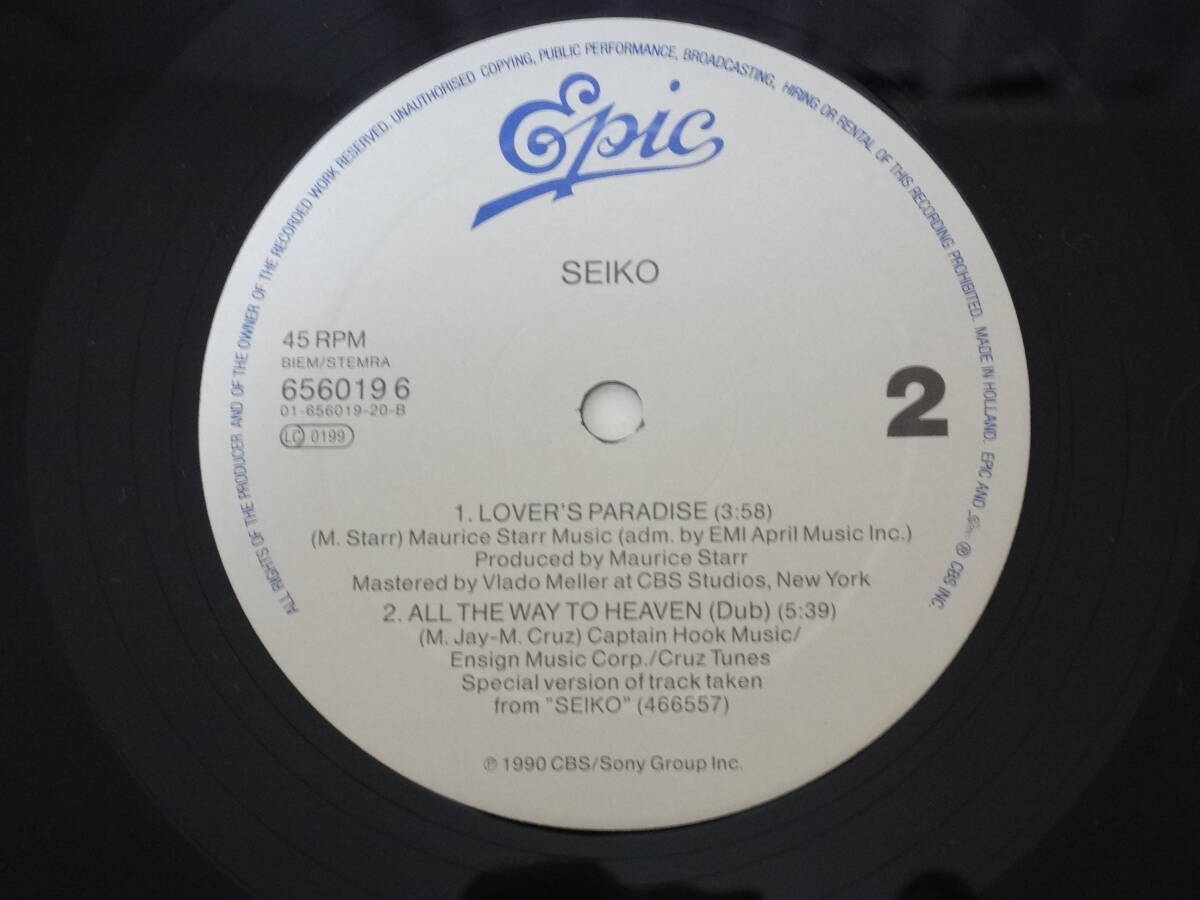 ALL RIGHTS OF THE PRODUCER AND OF THE OWNER OF THE RECORDED WORK RESERVED. UNAUTHORISED COPYING, PUBLIC PERFORMANCE, BROADCASTING, HIRING OR RENTAL OF THIS RECORDING PROHIBITED. MADE IN HOLLAND. EPIC AND ℗ CBS INC.
Epic
SEIKO
45 RPM
BIEM/STEMRA
656019 6
01-656019-20-B
LC 0199
2
1. LOVER'S PARADISE (3:58)
(M. Starr) Maurice Starr Music (adm. by EMI April Music Inc.)
Produced by Maurice Starr
Mastered by Vlado Meller at CBS Studios, New York
2. ALL THE WAY TO HEAVEN (Dub) (5:39)
(M. Jay-M. Cruz) Captain Hook Music/
Ensign Music Corp./Cruz Tunes
Special version of track taken
from "SEIKO" (466557)
℗ 1990 CBS/Sony Group Inc.